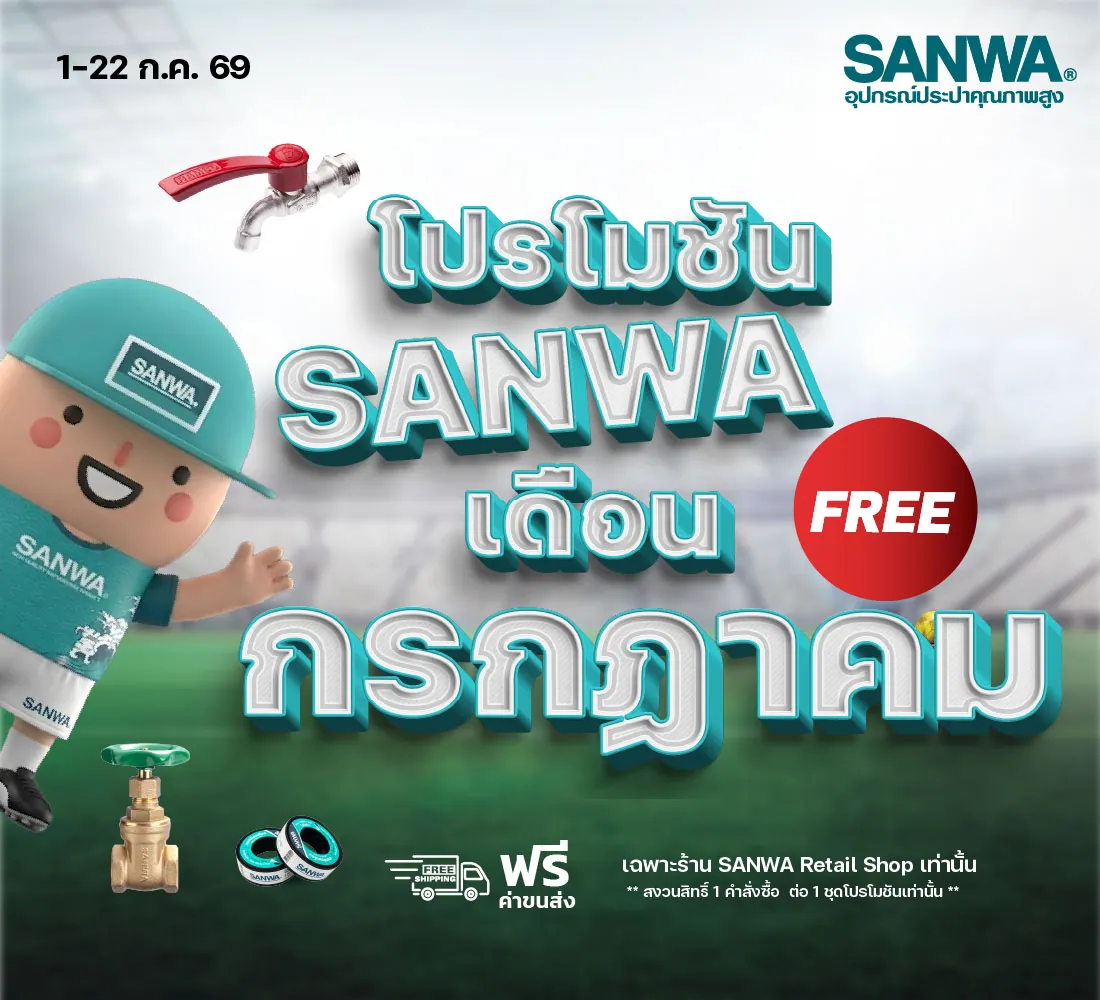 1-22 ก.ค. 69
SANWA®
อุปกรณ์ประปาคุณภาพสูง
SANWA
โปรโมชัน
SANWA
SANWA
เดือน
FREE
SANWA
กรกฎาคม
SANWA
SANWA
SANWA
FREE
SHIPPING
ฟรี
ค่าขนส่ง
เฉพาะร้าน SANWA Retail Shop เท่านั้น
** สงวนสิทธิ์ 1 คำสั่งซื้อ ต่อ 1 ชุดโปรโมชันเท่านั้น **